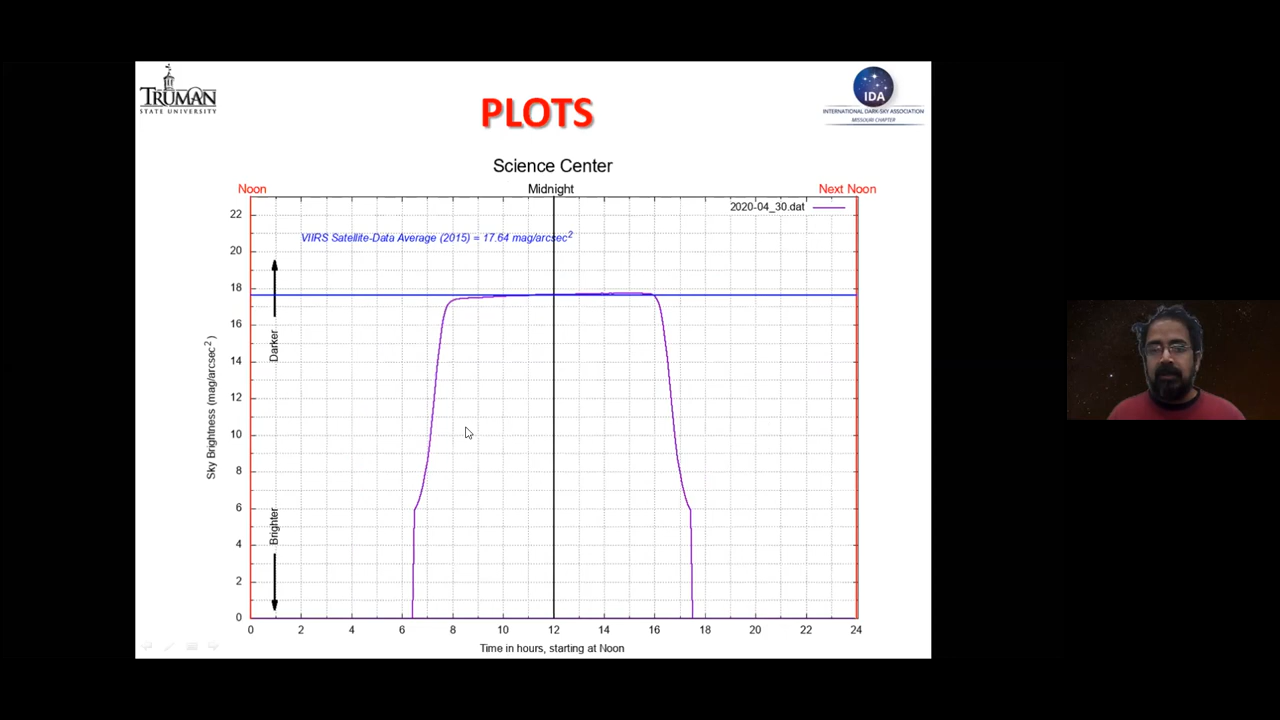 TRUMAN
STATE UNIVERSITY
PLOTS
IDA
INTERNATIONAL DARK-SKY ASSOCIATION
MISSOURI CHAPTER
Science Center
Noon
Midnight
Next Noon
2020-04_30.dat
VIIRS Satellite-Data Average (2015) = 17.64 mag/arcsec²
22
20
18
16
14
12
10
8
6
4
2
0
Sky Brightness (mag/arcsec²)
Darker
Brighter
0 2 4 6 8 10 12 14 16 18 20 22 24
Time in hours, starting at Noon